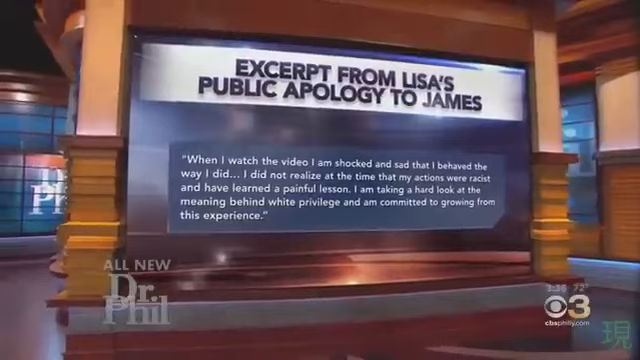 EXCERPT FROM LISA'S
PUBLIC APOLOGY TO JAMES
"When I watch the video I am shocked and sad that I behaved the
way I did... I did not realize at the time that my actions were racist
and have learned a painful lesson. I am taking a hard look at the
meaning behind white privilege and am committed to growing from
this experience."
ALL NEW
Dr.
Phil
1:36 72°
3
cbsphilly.com
現